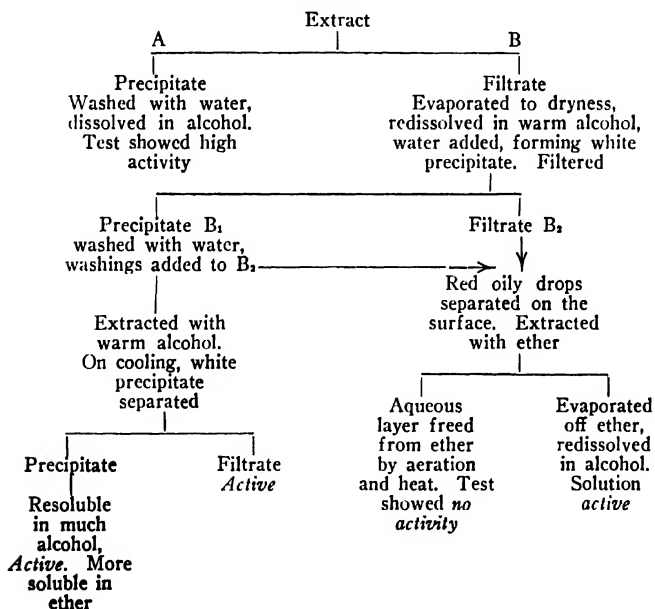 Extract
A
B
Precipitate
Washed with water,
dissolved in alcohol.
Test showed high
activity
Filtrate
Evaporated to dryness,
redissolved in warm alcohol,
water added, forming white
precipitate. Filtered
Precipitate B₁
washed with water,
washings added to B₂
Filtrate B₂
Red oily drops
separated on the
surface. Extracted
with ether
Extracted with
warm alcohol.
On cooling, white
precipitate
separated
Aqueous
layer freed
from ether
by aeration
and heat. Test
showed no
activity
Evaporated
off ether,
redissolved
in alcohol.
Solution
active
Precipitate
Resoluble
in much
alcohol,
Active. More
soluble in
ether
Filtrate
Active